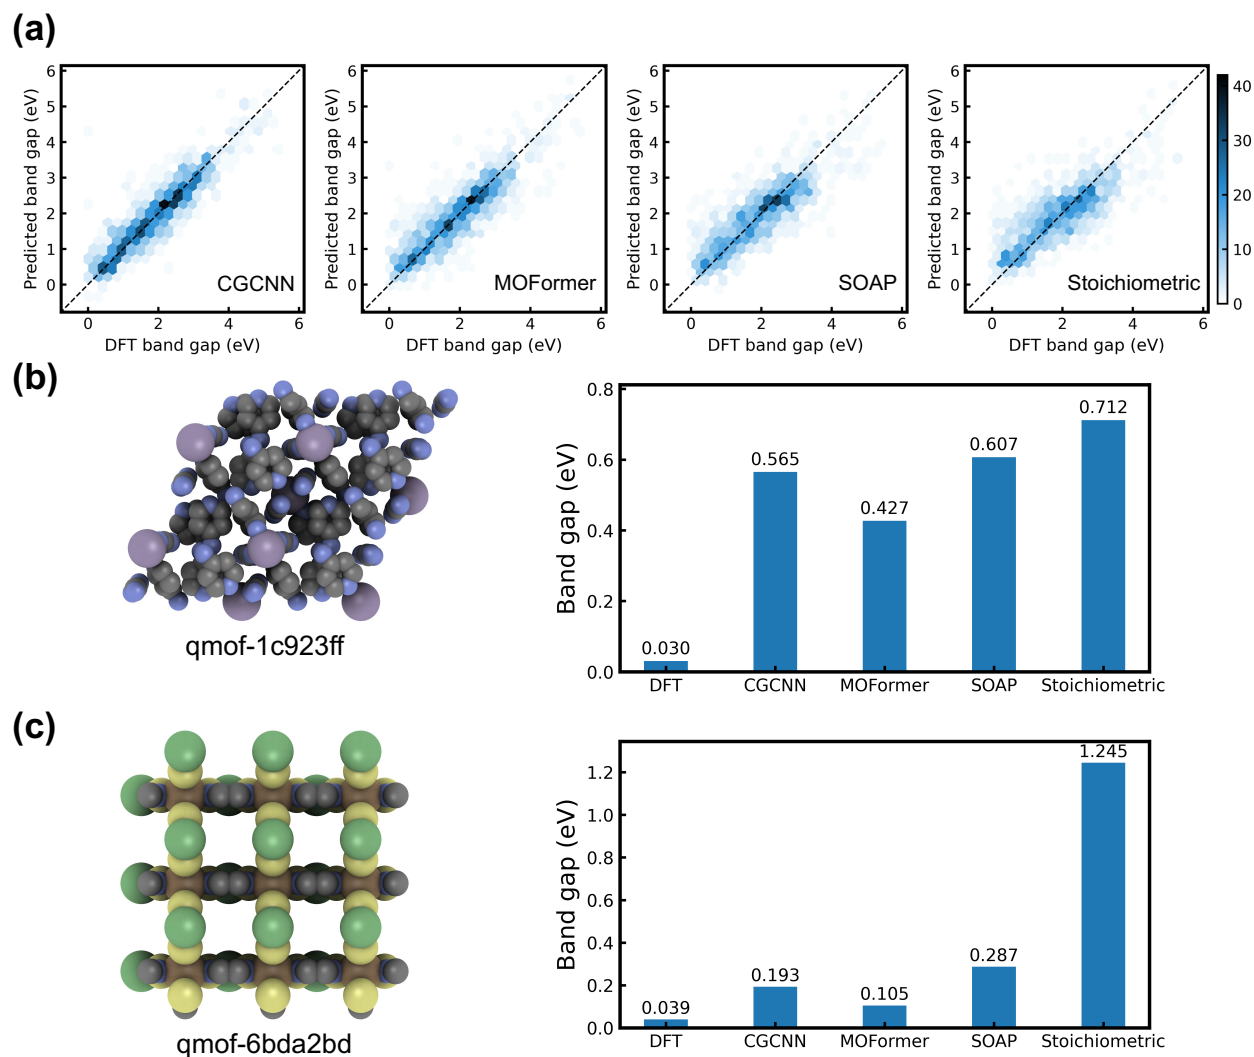 (a)
Predicted band gap (eV)
6
5
4
3
2
1
0
0 2 4 6
DFT band gap (eV)
CGCNN
Predicted band gap (eV)
6
5
4
3
2
1
0
0 2 4 6
DFT band gap (eV)
MOFormer
Predicted band gap (eV)
6
5
4
3
2
1
0
0 2 4 6
DFT band gap (eV)
SOAP
Predicted band gap (eV)
6
5
4
3
2
1
0
0 2 4 6
DFT band gap (eV)
Stoichiometric
40
30
20
10
0
(b)
qmof-1c923ff
Band gap (eV)
0.8
0.6
0.4
0.2
0.0
0.030
0.565
0.427
0.607
0.712
DFT CGCNN MOFormer SOAP Stoichiometric
(c)
qmof-6bda2bd
Band gap (eV)
1.2
1.0
0.8
0.6
0.4
0.2
0.0
0.039
0.193
0.105
0.287
1.245
DFT CGCNN MOFormer SOAP Stoichiometric